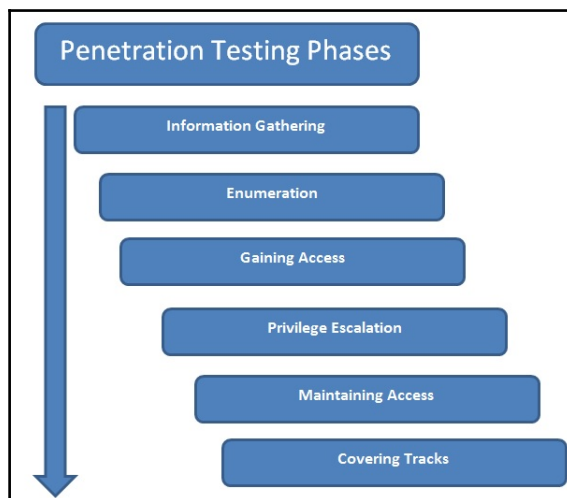 Penetration Testing Phases
Information Gathering
Enumeration
Gaining Access
Privilege Escalation
Maintaining Access
Covering Tracks